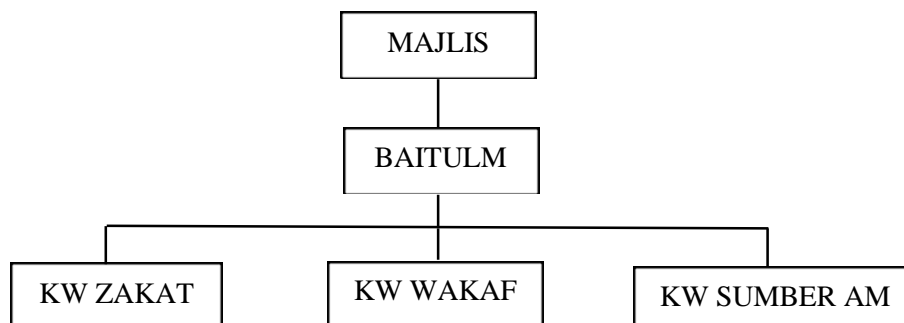 MAJLIS
BAITULM
KW ZAKAT
KW WAKAF
KW SUMBER AM